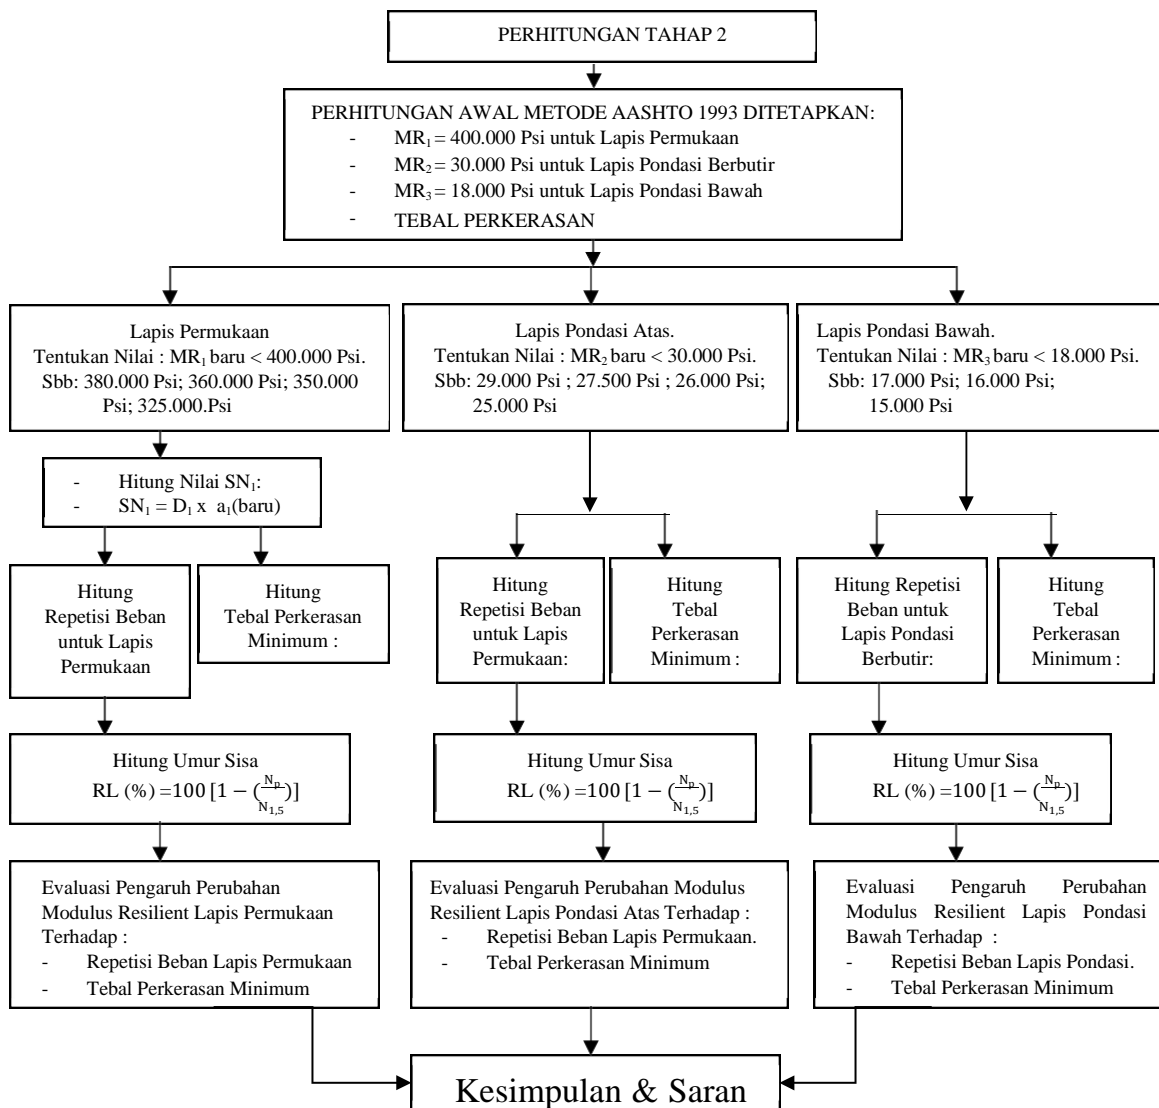 PERHITUNGAN TAHAP 2
PERHITUNGAN AWAL METODE AASHTO 1993 DITETAPKAN:
- MR₁ = 400.000 Psi untuk Lapis Permukaan
- MR₂ = 30.000 Psi untuk Lapis Pondasi Berbutir
- MR₃ = 18.000 Psi untuk Lapis Pondasi Bawah
- TEBAL PERKERASAN
Lapis Permukaan
Tentukan Nilai : MR₁ baru < 400.000 Psi.
Sbb: 380.000 Psi; 360.000 Psi; 350.000
Psi; 325.000.Psi
Lapis Pondasi Atas.
Tentukan Nilai : MR₂ baru < 30.000 Psi.
Sbb: 29.000 Psi ; 27.500 Psi ; 26.000 Psi;
25.000 Psi
Lapis Pondasi Bawah.
Tentukan Nilai : MR₃ baru < 18.000 Psi.
Sbb: 17.000 Psi; 16.000 Psi;
15.000 Psi
- Hitung Nilai SN₁:
- SN₁ = D₁ x a₁(baru)
Hitung
Repetisi Beban
untuk Lapis
Permukaan
Hitung
Tebal Perkerasan
Minimum :
Hitung
Repetisi Beban
untuk Lapis
Permukaan:
Hitung
Tebal
Perkerasan
Minimum :
Hitung Repetisi
Beban untuk
Lapis Pondasi
Berbutir:
Hitung
Tebal
Perkerasan
Minimum :
Hitung Umur Sisa
RL (%) =100 [1 − (Np/N1,5)]
Hitung Umur Sisa
RL (%) =100 [1 − (Np/N1,5)]
Hitung Umur Sisa
RL (%) =100 [1 − (Np/N1,5)]
Evaluasi Pengaruh Perubahan
Modulus Resilient Lapis Permukaan
Terhadap :
- Repetisi Beban Lapis Permukaan
- Tebal Perkerasan Minimum
Evaluasi Pengaruh Perubahan Modulus
Resilient Lapis Pondasi Atas Terhadap :
- Repetisi Beban Lapis Permukaan.
- Tebal Perkerasan Minimum
Evaluasi Pengaruh Perubahan
Modulus Resilient Lapis Pondasi
Bawah Terhadap :
- Repetisi Beban Lapis Pondasi.
- Tebal Perkerasan Minimum
Kesimpulan & Saran